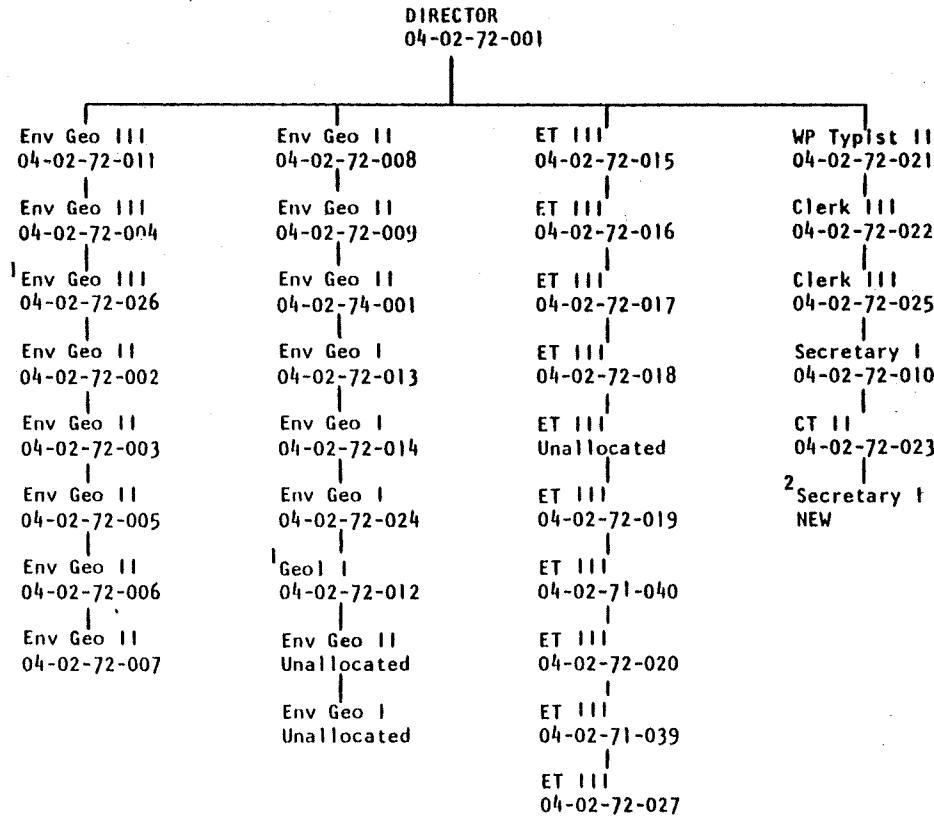 DIRECTOR
04-02-72-001
Env Geo III
04-02-72-011
Env Geo III
04-02-72-004
1 Env Geo III
04-02-72-026
Env Geo II
04-02-72-002
Env Geo II
04-02-72-003
Env Geo II
04-02-72-005
Env Geo II
04-02-72-006
Env Geo II
04-02-72-007
Env Geo II
04-02-72-008
Env Geo II
04-02-72-009
Env Geo II
04-02-74-001
Env Geo I
04-02-72-013
Env Geo I
04-02-72-014
Env Geo I
04-02-72-024
1 Geol I
04-02-72-012
Env Geo II
Unallocated
Env Geo I
Unallocated
ET III
04-02-72-015
ET III
04-02-72-016
ET III
04-02-72-017
ET III
04-02-72-018
ET III
Unallocated
ET III
04-02-72-019
ET III
04-02-71-040
ET III
04-02-72-020
ET III
04-02-71-039
ET III
04-02-72-027
WP Typist II
04-02-72-021
Clerk III
04-02-72-022
Clerk III
04-02-72-025
Secretary I
04-02-72-010
CT II
04-02-72-023
2 Secretary I
NEW